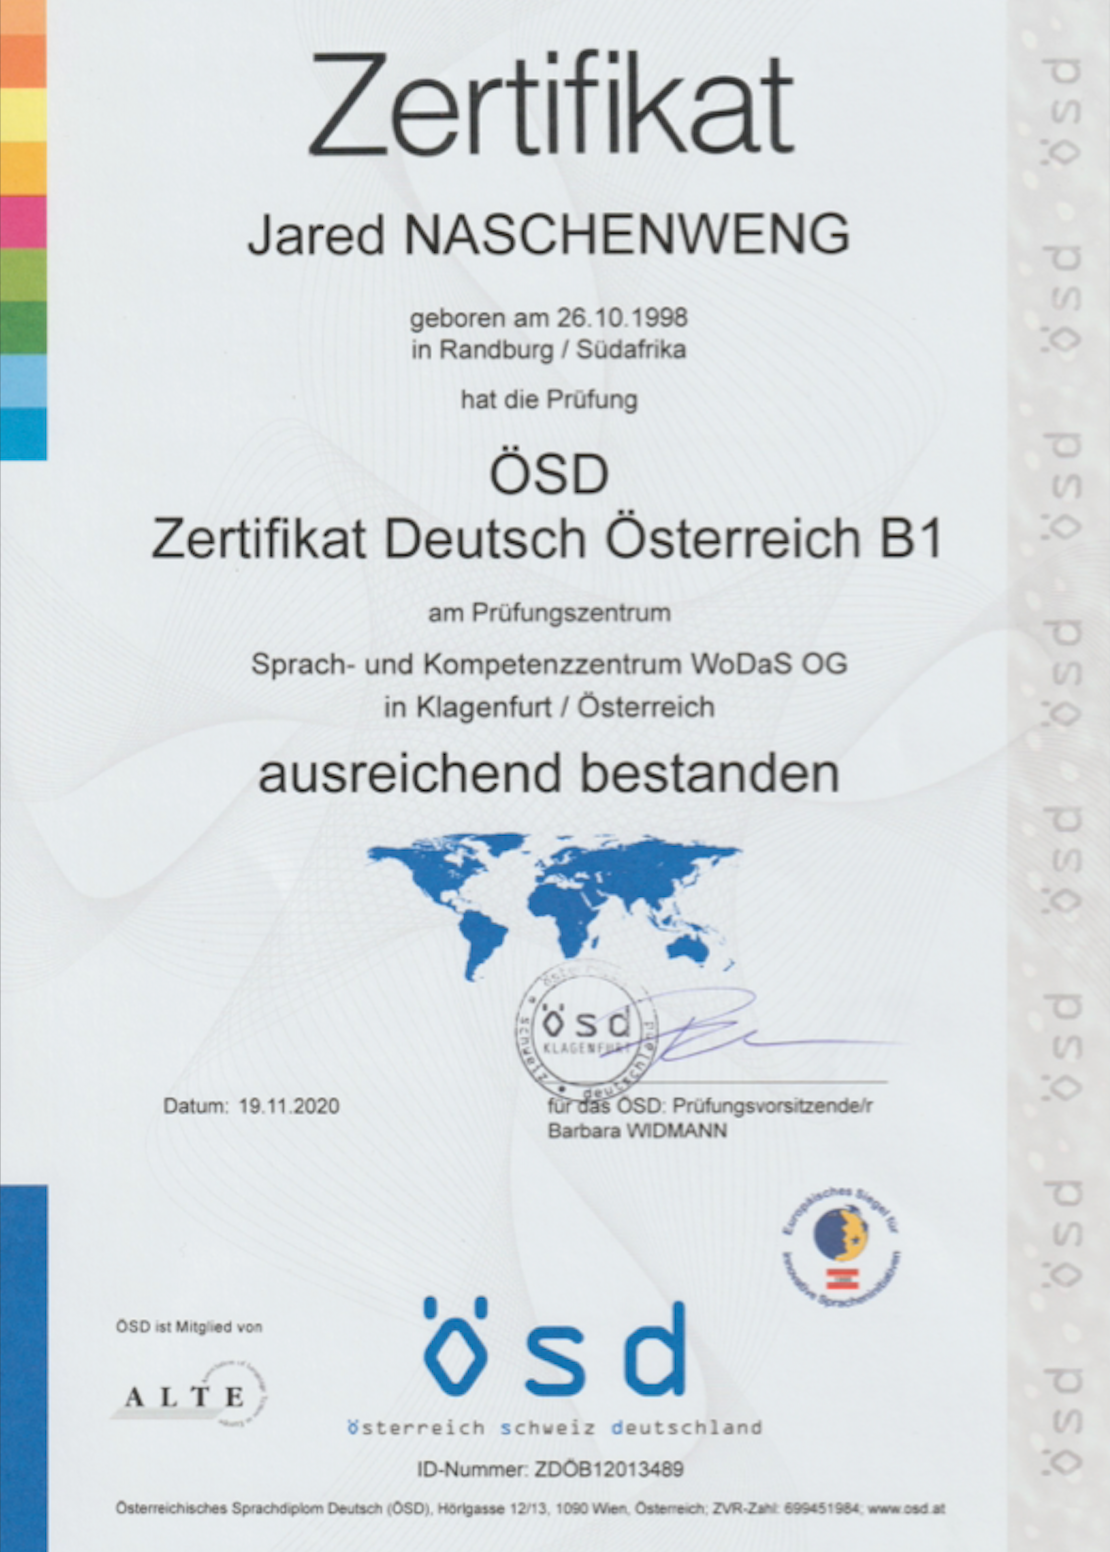 Zertifikat
Jared NASCHENWENG
geboren am 26.10.1998
in Randburg / Südafrika
hat die Prüfung
ÖSD
Zertifikat Deutsch Österreich B1
am Prüfungszentrum
Sprach- und Kompetenzzentrum WoDaS OG
in Klagenfurt / Österreich
ausreichend bestanden
ösd
KLAGENFURT
schweiz • deutschland
Datum: 19.11.2020
für das ÖSD: Prüfungsvorsitzende/r
Barbara WIDMANN
Europäisches Siegel für
innovative Spracheninitiativen
ÖSD ist Mitglied von
ALTE
ösd
österreich schweiz deutschland
ID-Nummer: ZDÖB12013489
Österreichisches Sprachdiplom Deutsch (ÖSD), Hörlgasse 12/13, 1090 Wien, Österreich; ZVR-Zahl: 699451984; www.osd.at
ösd ösd ösd ösd ösd ösd ösd ösd